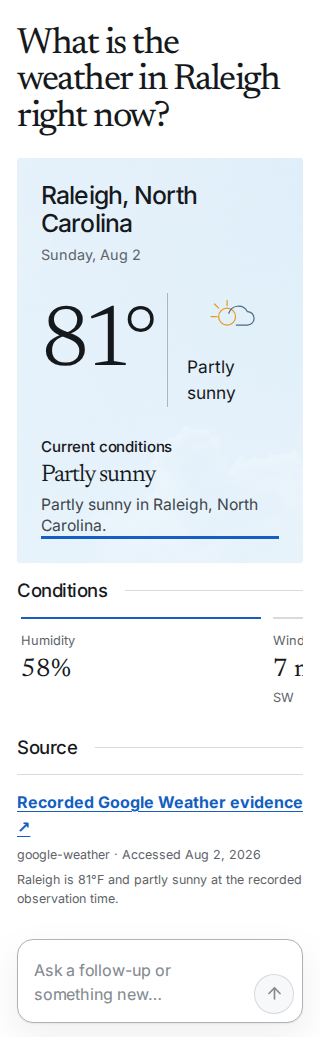 What is the
weather in Raleigh
right now?
Raleigh, North
Carolina
Sunday, Aug 2
81°
Partly
sunny
Current conditions
Partly sunny
Partly sunny in Raleigh, North
Carolina.
Conditions
Humidity
58%
Wind
7
SW
Source
Recorded Google Weather evidence
↗
google-weather · Accessed Aug 2, 2026
Raleigh is 81°F and partly sunny at the recorded
observation time.
Ask a follow-up or
something new...